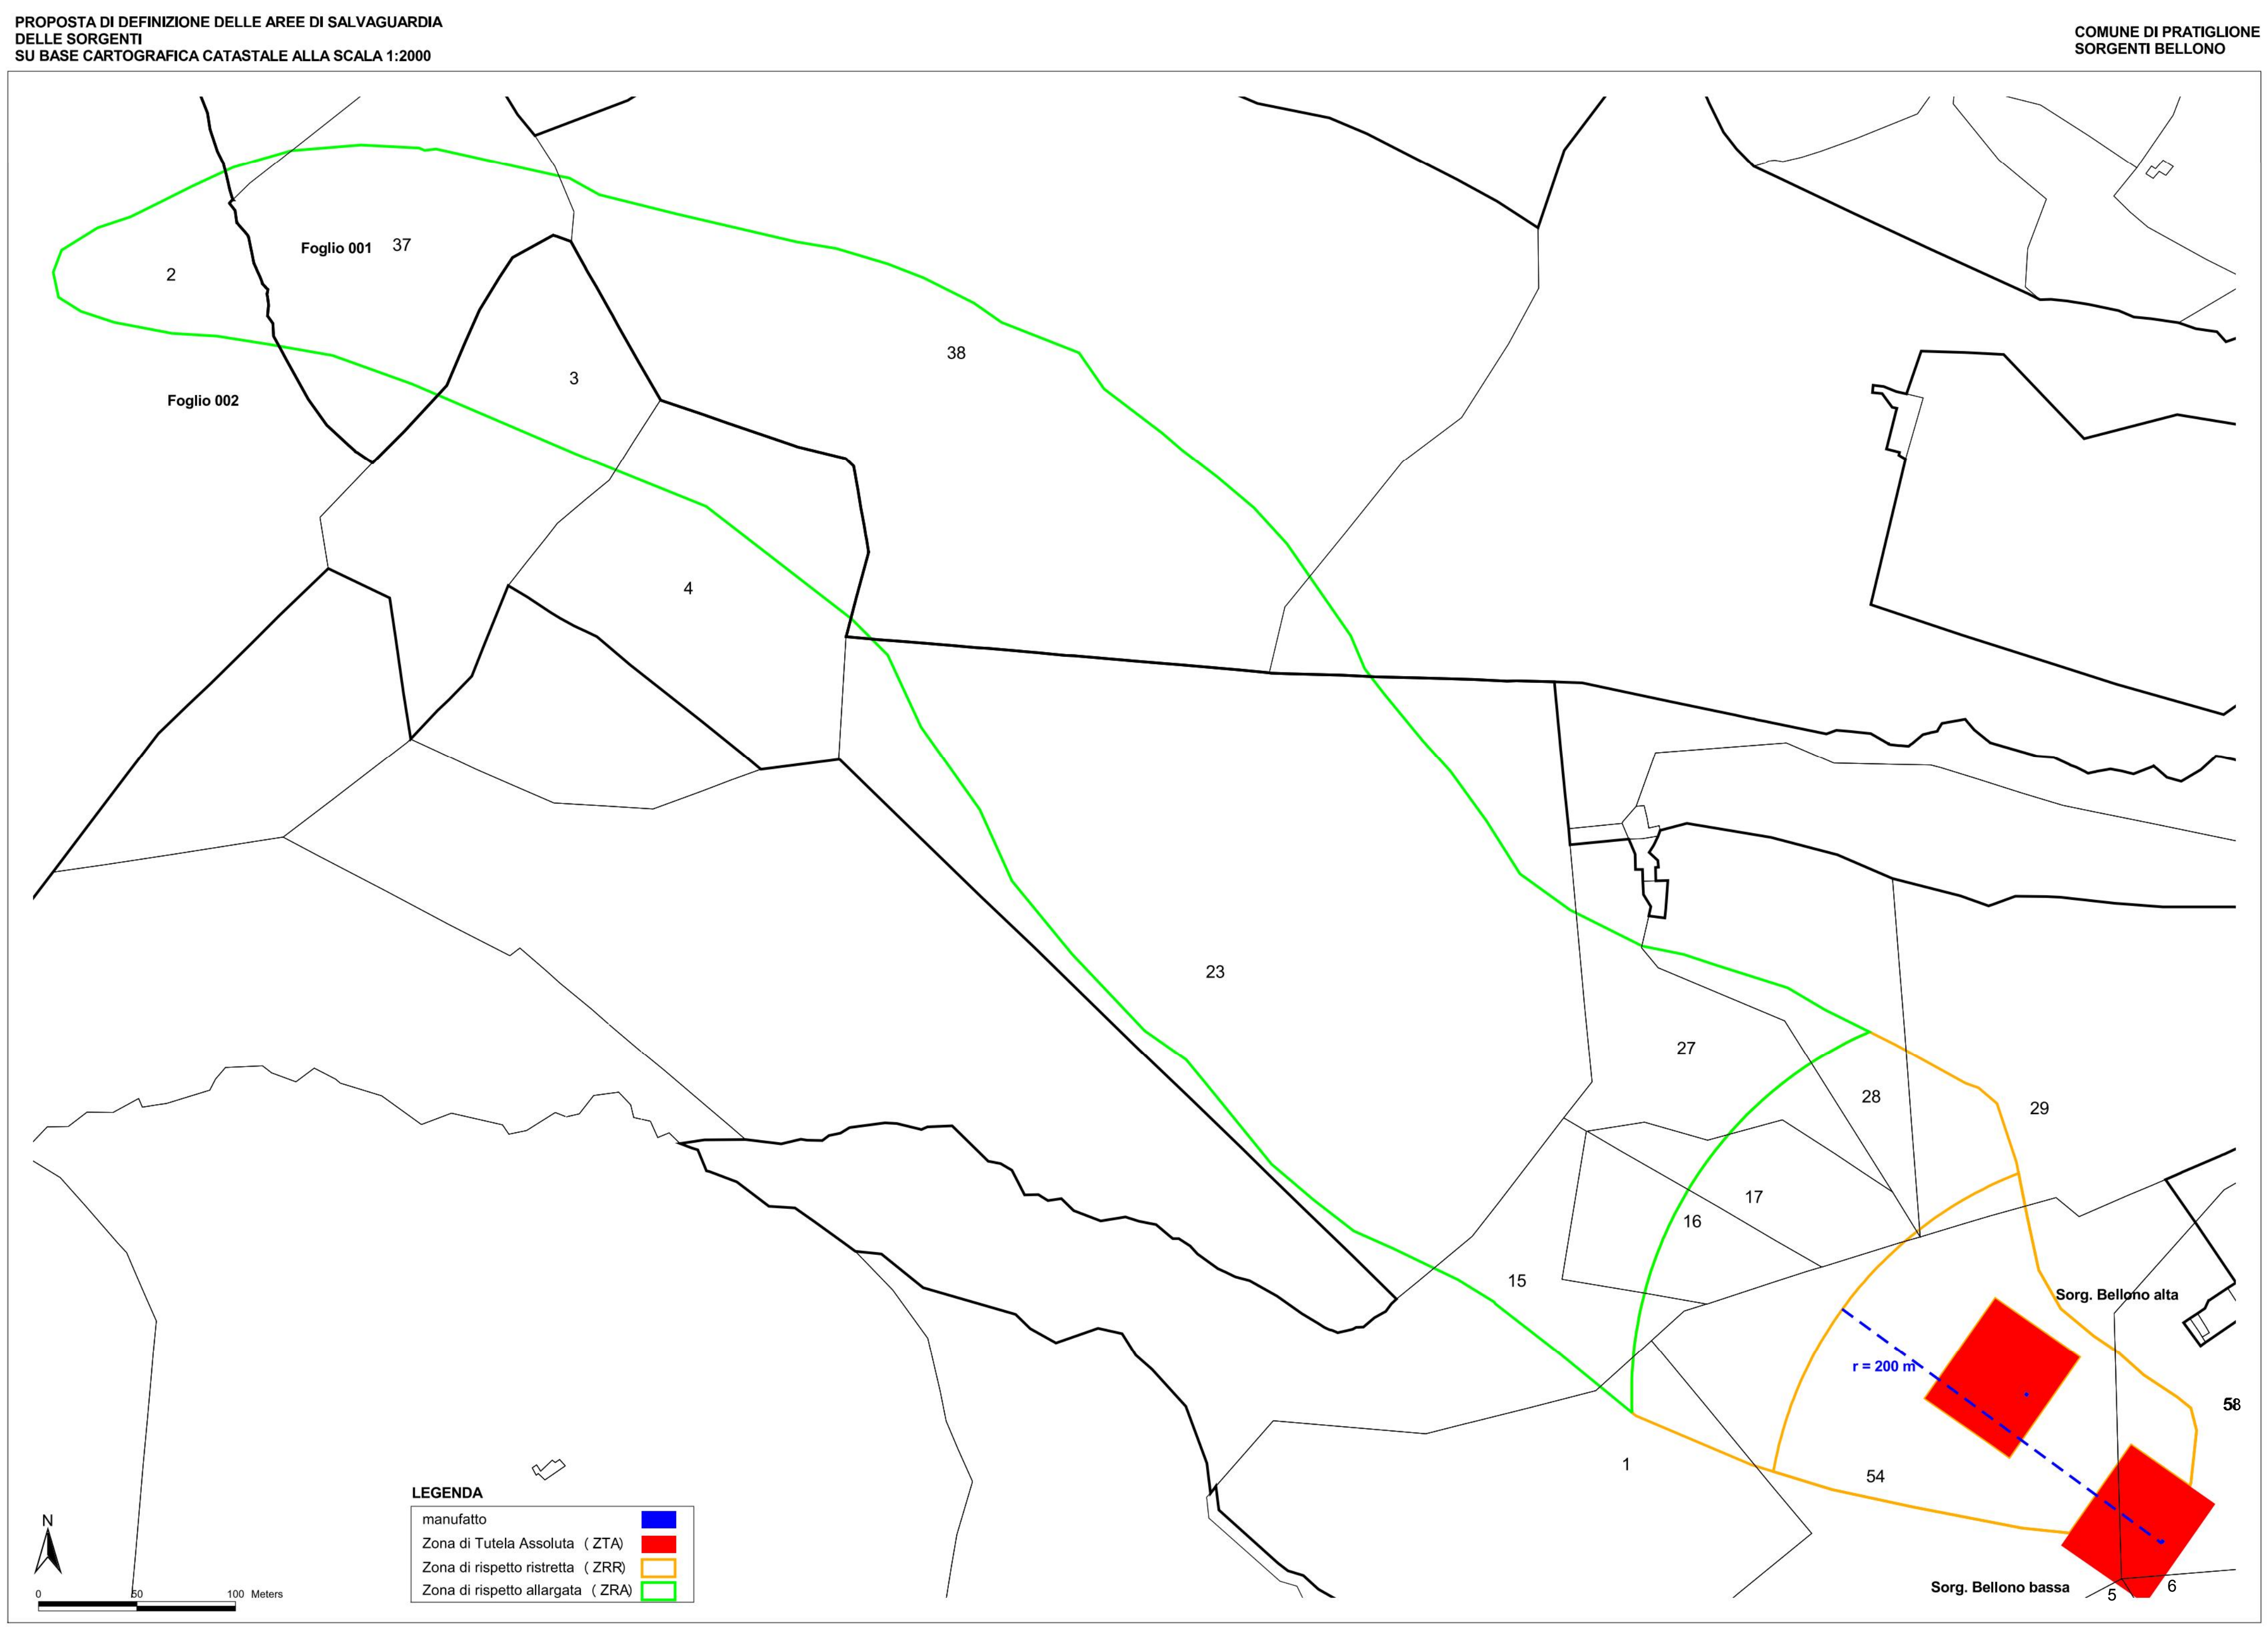 PROPOSTA DI DEFINIZIONE DELLE AREE DI SALVAGUARDIA
DELLE SORGENTI
SU BASE CARTOGRAFICA CATASTALE ALLA SCALA 1:2000
COMUNE DI PRATIGLIONE
SORGENTI BELLONO
Foglio 001
37
2
38
3
Foglio 002
4
23
27
28
29
17
16
15
Sorg. Bellono alta
r = 200 m
1
54
Sorg. Bellono bassa
5
6
LEGENDA
manufatto
Zona di Tutela Assoluta ( ZTA)
Zona di rispetto ristretta ( ZRR)
Zona di rispetto allargata ( ZRA)
N
0 50 100 Meters